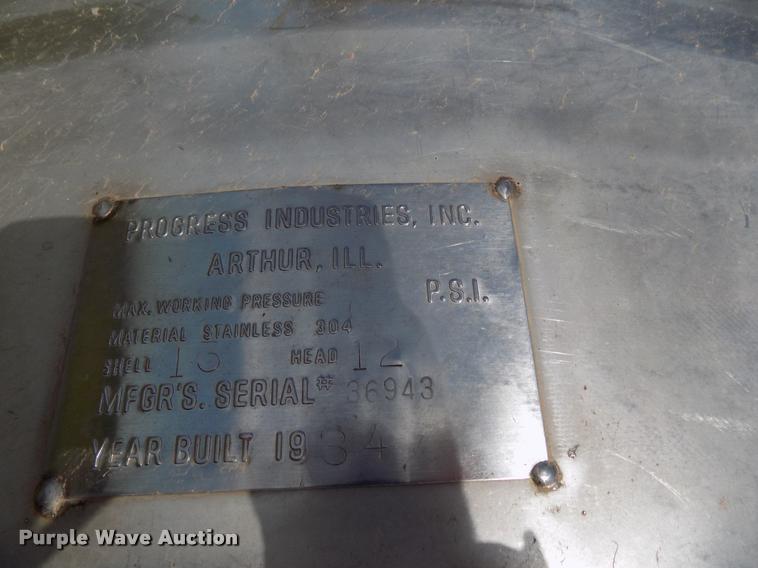 PROGRESS INDUSTRIES, INC.
ARTHUR, ILL.
MAX. WORKING PRESSURE P.S.I.
MATERIAL STAINLESS 304
SHELL HEAD 12
MFGR'S. SERIAL# 36943
YEAR BUILT 1984
Purple Wave Auction